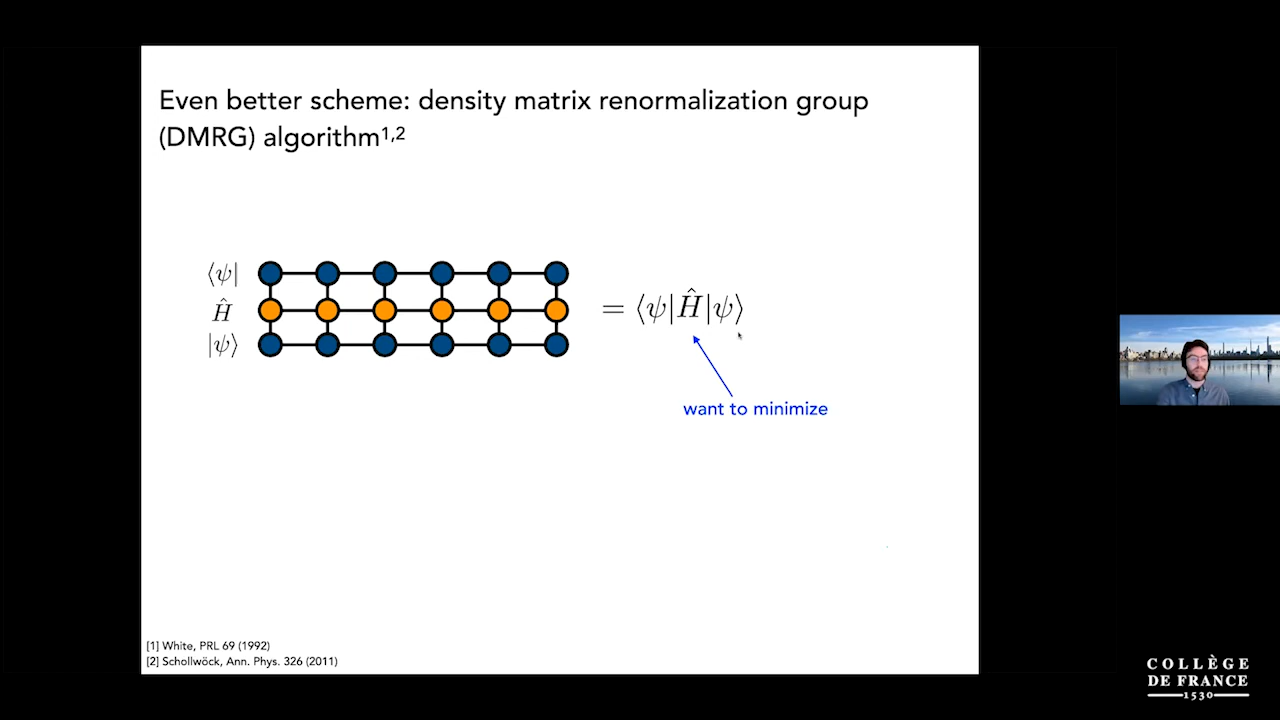 Even better scheme: density matrix renormalization group
(DMRG) algorithm¹,²
⟨ψ|
Ĥ
|ψ⟩
= ⟨ψ|Ĥ|ψ⟩
want to minimize
[1] White, PRL 69 (1992)
[2] Schollwöck, Ann. Phys. 326 (2011)
COLLÈGE
DE FRANCE
1530